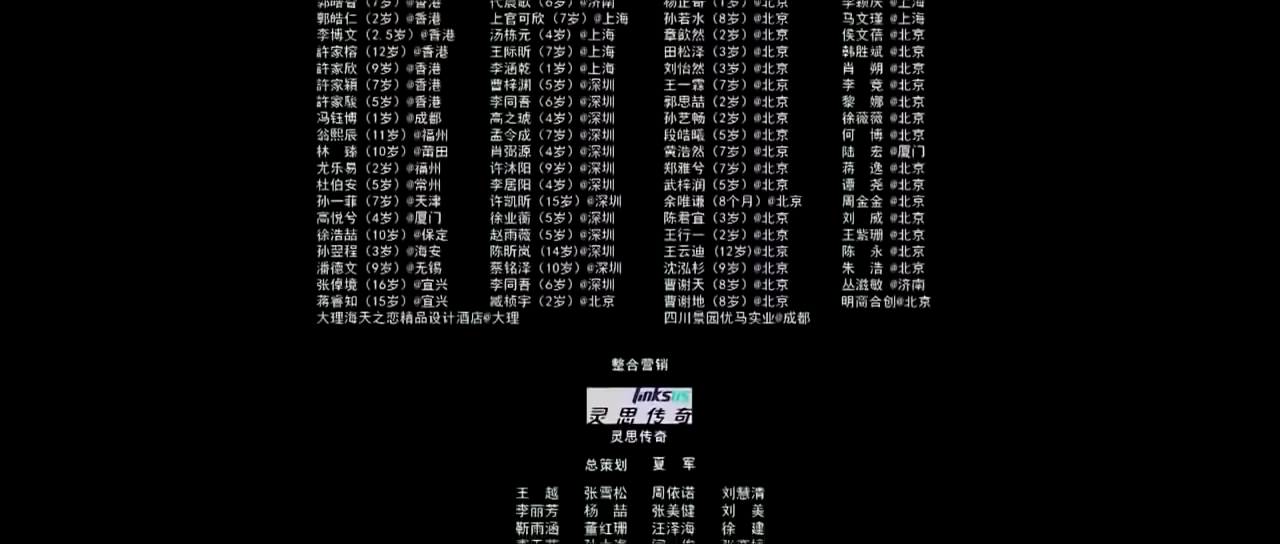 郭皓仁（2岁）@香港 上官可欣（7岁）@上海 孙若水（8岁）@北京 马文瑾 @上海
李博文（2.5岁）@香港 汤栋元（4岁）@上海 章歆然（2岁）@北京 侯文蓓 @北京
許家榕（12岁）@香港 王际昕（7岁）@上海 田松泽（3岁）@北京 韩胜斌 @北京
許家欣（9岁）@香港 李涵乾（1岁）@上海 刘怡然（3岁）@北京 肖 朔 @北京
許家穎（7岁）@香港 曹梓渊（5岁）@深圳 王一霏（7岁）@北京 李 竞 @北京
許家駿（5岁）@香港 李同吾（6岁）@深圳 郭思喆（2岁）@北京 黎 娜 @北京
冯钰博（1岁）@成都 高之琥（4岁）@深圳 孙艺畅（2岁）@北京 徐薇薇 @北京
翁熙辰（11岁）@福州 孟令成（7岁）@深圳 段皓曦（5岁）@北京 何 博 @北京
林 臻（10岁）@莆田 肖弼源（4岁）@深圳 黄浩然（7岁）@北京 陆 宏 @厦门
尤乐易（2岁）@福州 许沐阳（9岁）@深圳 郑雅兮（7岁）@北京 蒋 逸 @北京
杜伯安（5岁）@常州 李居阳（4岁）@深圳 武梓润（5岁）@北京 谭 尧 @北京
孙一菲（7岁）@天津 许凯昕（15岁）@深圳 余唯谦（8个月）@北京 周金金 @北京
高悦兮（4岁）@厦门 徐业蘅（5岁）@深圳 陈君宜（3岁）@北京 刘 威 @北京
徐浩喆（10岁）@保定 赵雨薇（5岁）@深圳 王行一（2岁）@北京 王紫珊 @北京
孙翌程（3岁）@海安 陈昕岚（14岁)@深圳 王云迪（12岁)@北京 陈 永 @北京
潘德文（9岁）@无锡 蔡铭泽（10岁）@深圳 沈泓杉（9岁）@北京 朱 浩 @北京
张倬境（16岁）@宜兴 李同吾（6岁）@深圳 曹谢天（8岁）@北京 丛滋敏 @济南
蒋睿知（15岁）@宜兴 臧桢宇（2岁）@北京 曹谢地（8岁）@北京 明商合创@北京
大理海天之恋精品设计酒店@大理 四川景园优马实业@成都
整合营销
linksus
灵思传奇
灵思传奇
总策划 夏 军
王 越 张雪松 周依诺 刘慧清
李丽芳 杨 喆 张美健 刘 美
靳雨涵 董红珊 汪泽海 徐 建